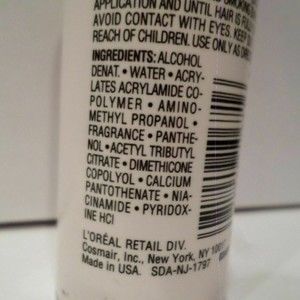 APPLICATION AND UNTIL HAIR IS
AVOID CONTACT WITH EYES. KEEP
REACH OF CHILDREN. USE ONLY AS
INGREDIENTS: ALCOHOL
DENAT. • WATER • ACRY-
LATES ACRYLAMIDE CO-
POLYMER • AMINO-
METHYL PROPANOL •
FRAGRANCE • PANTHE-
NOL • ACETYL TRIBUTYL
CITRATE • DIMETHICONE
COPOLYOL • CALCIUM
PANTOTHENATE • NIA-
CINAMIDE • PYRIDOX-
INE HCl
L'ORÉAL RETAIL DIV.
Cosmair, Inc., New York, NY
Made in USA. SDA-NJ-1797